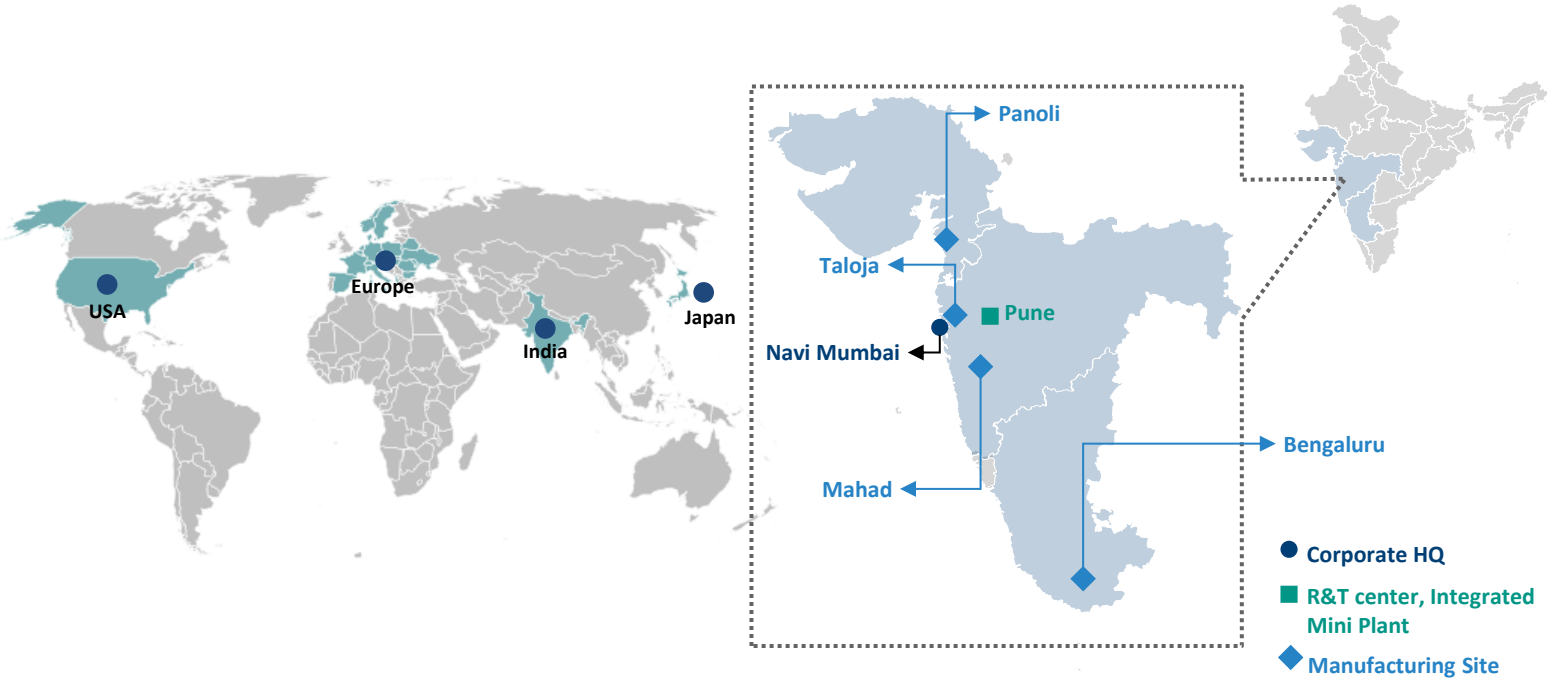 USA
Europe
India
Japan
Panoli
Taloja
Pune
Navi Mumbai
Mahad
Bengaluru
Corporate HQ
R&T center, Integrated
Mini Plant
Manufacturing Site